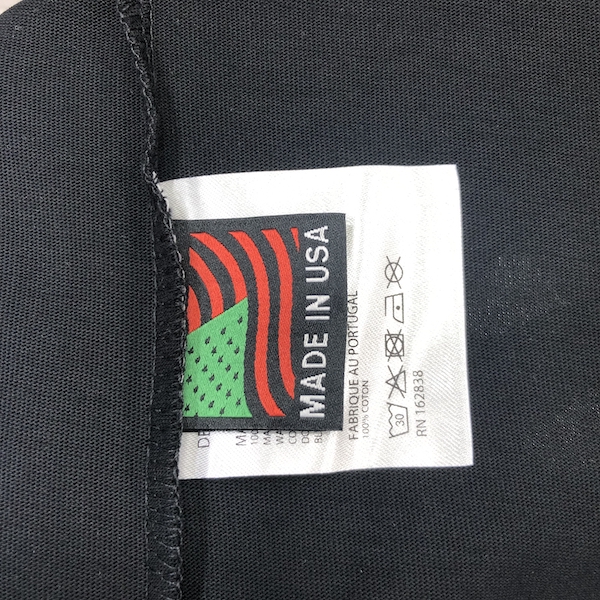 MADE IN USA
FABRIQUE AU PORTUGAL
100% COTON
30
RN 162838